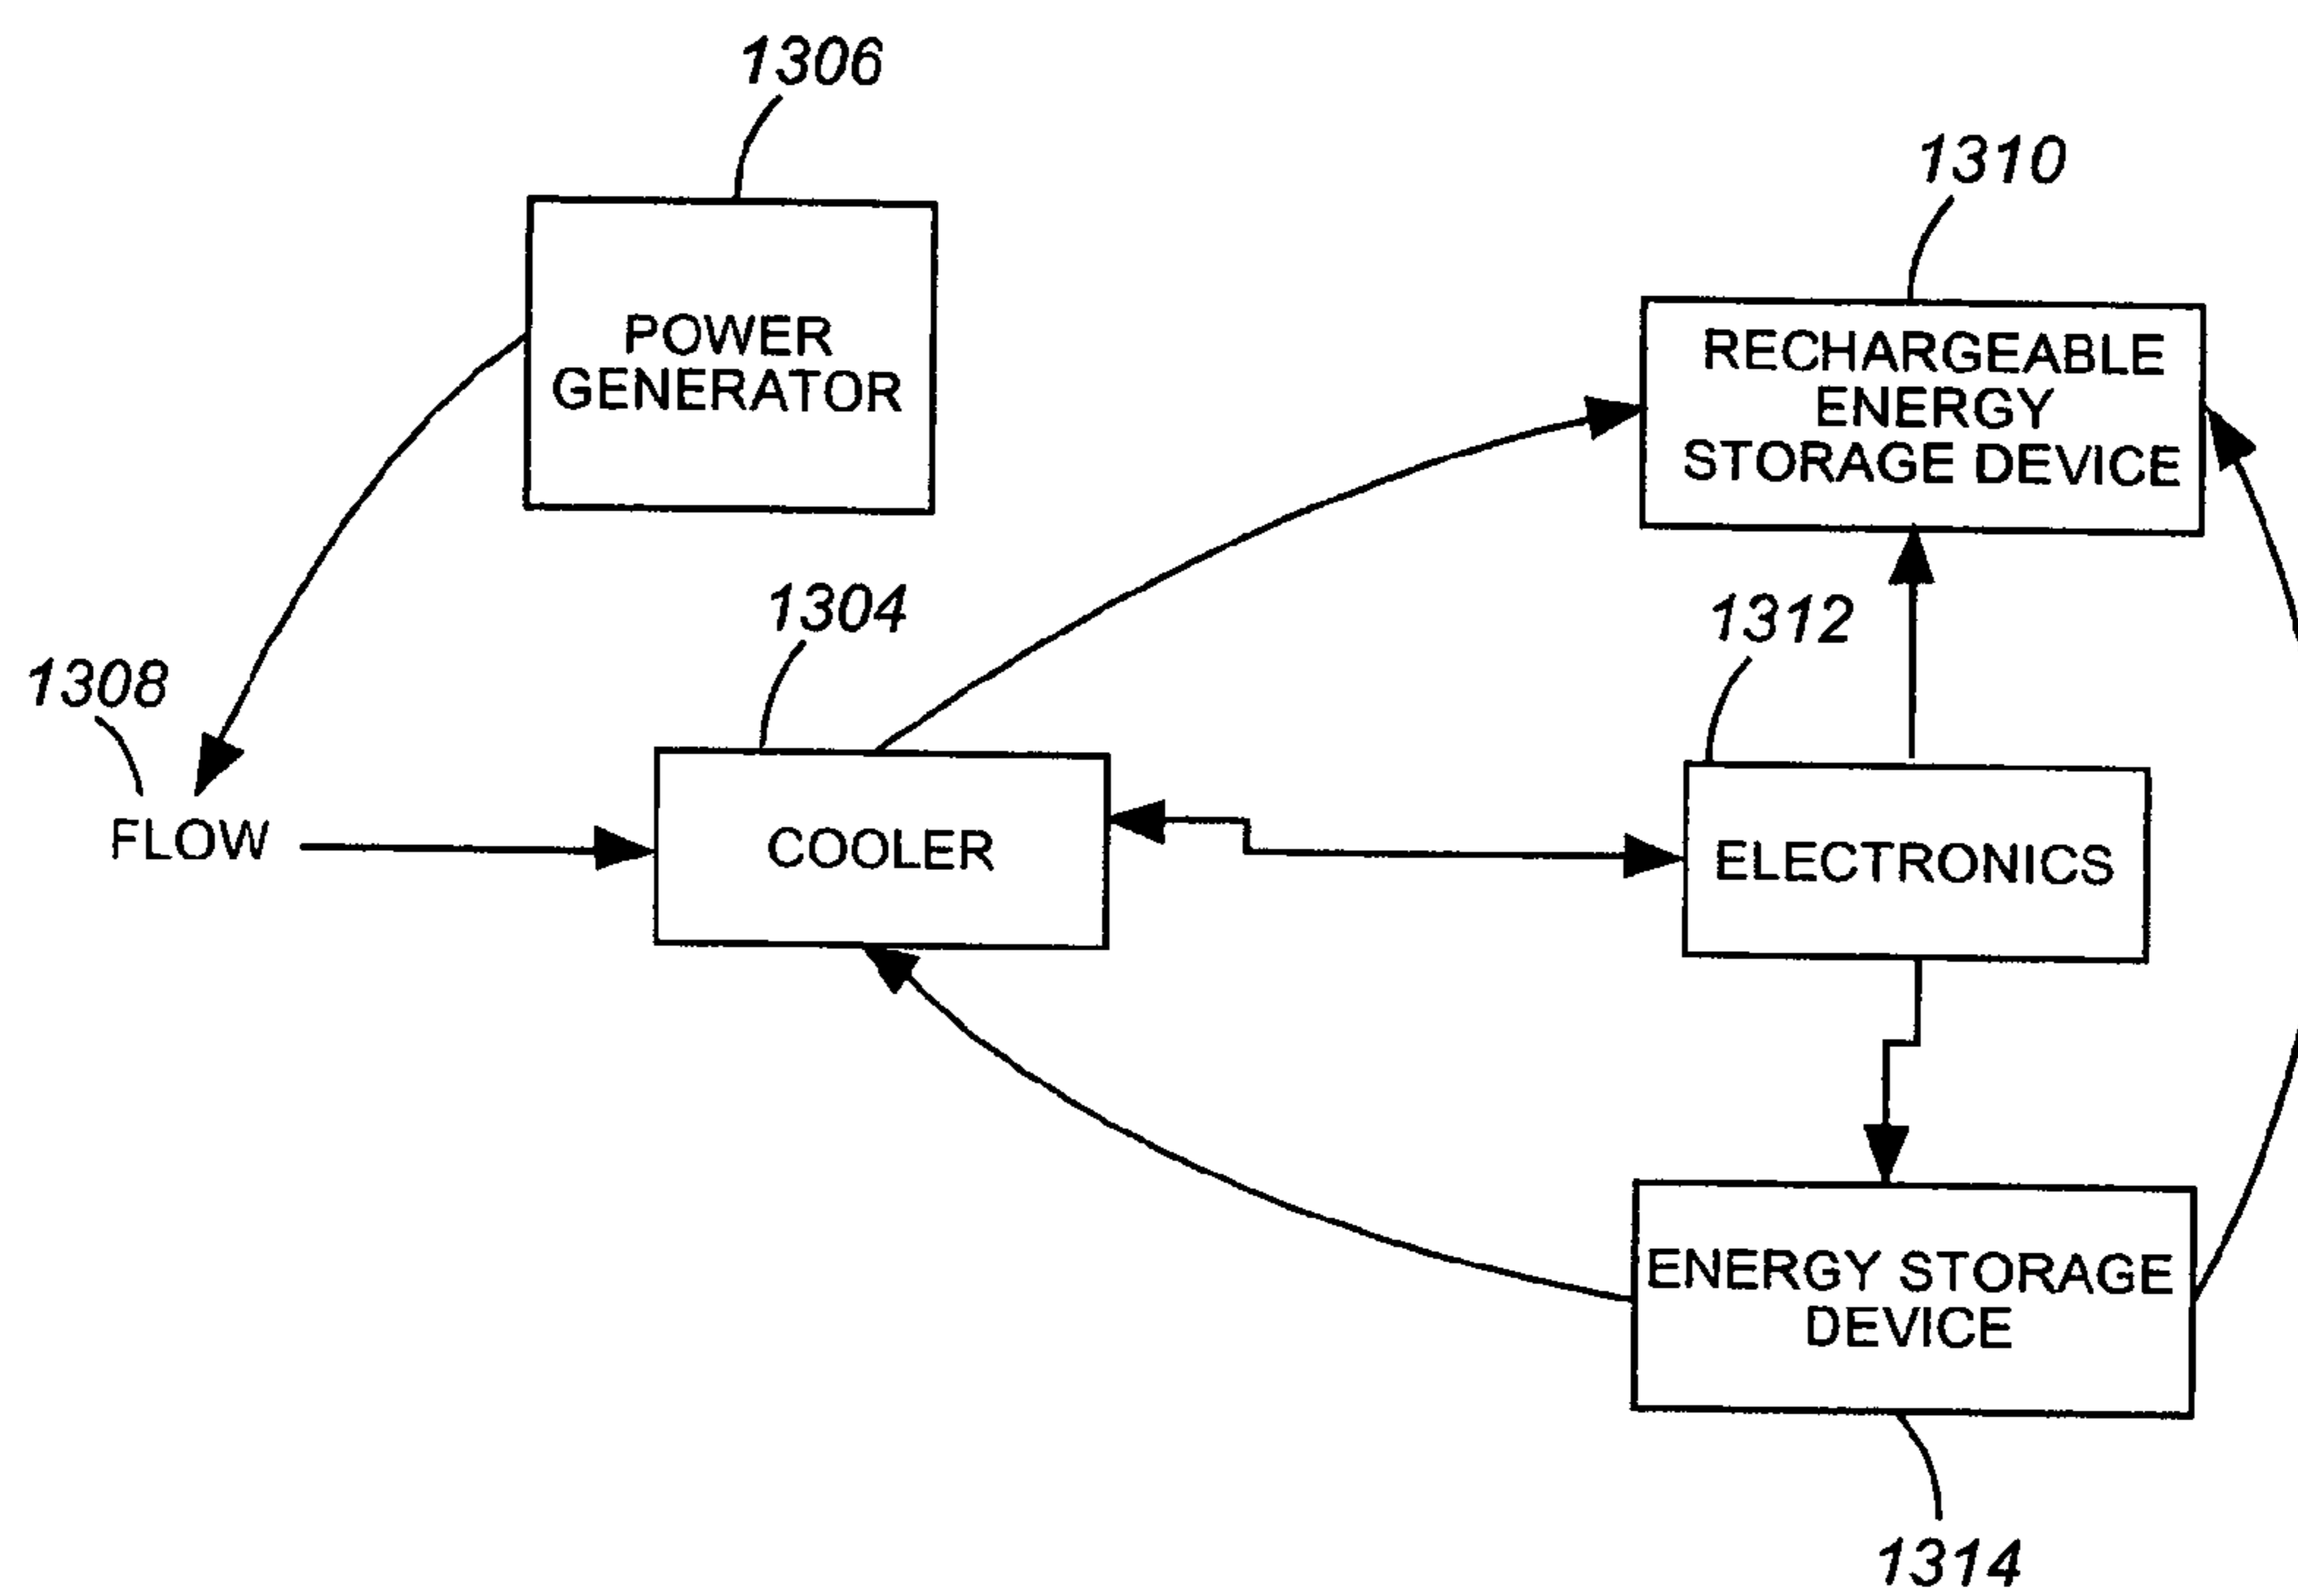 1306
POWER
GENERATOR
1310
RECHARGEABLE
ENERGY
STORAGE DEVICE
1304
1312
1308
FLOW
COOLER
ELECTRONICS
ENERGY STORAGE
DEVICE
1314